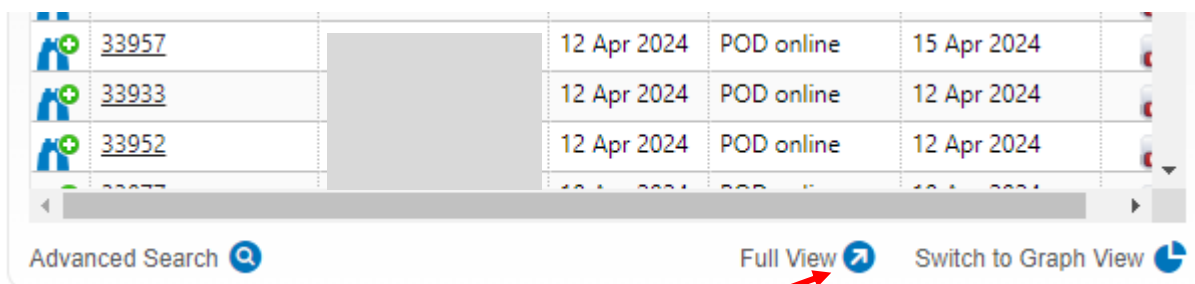 33957 12 Apr 2024 POD online 15 Apr 2024
33933 12 Apr 2024 POD online 12 Apr 2024
33952 12 Apr 2024 POD online 12 Apr 2024
Advanced Search Full View Switch to Graph View